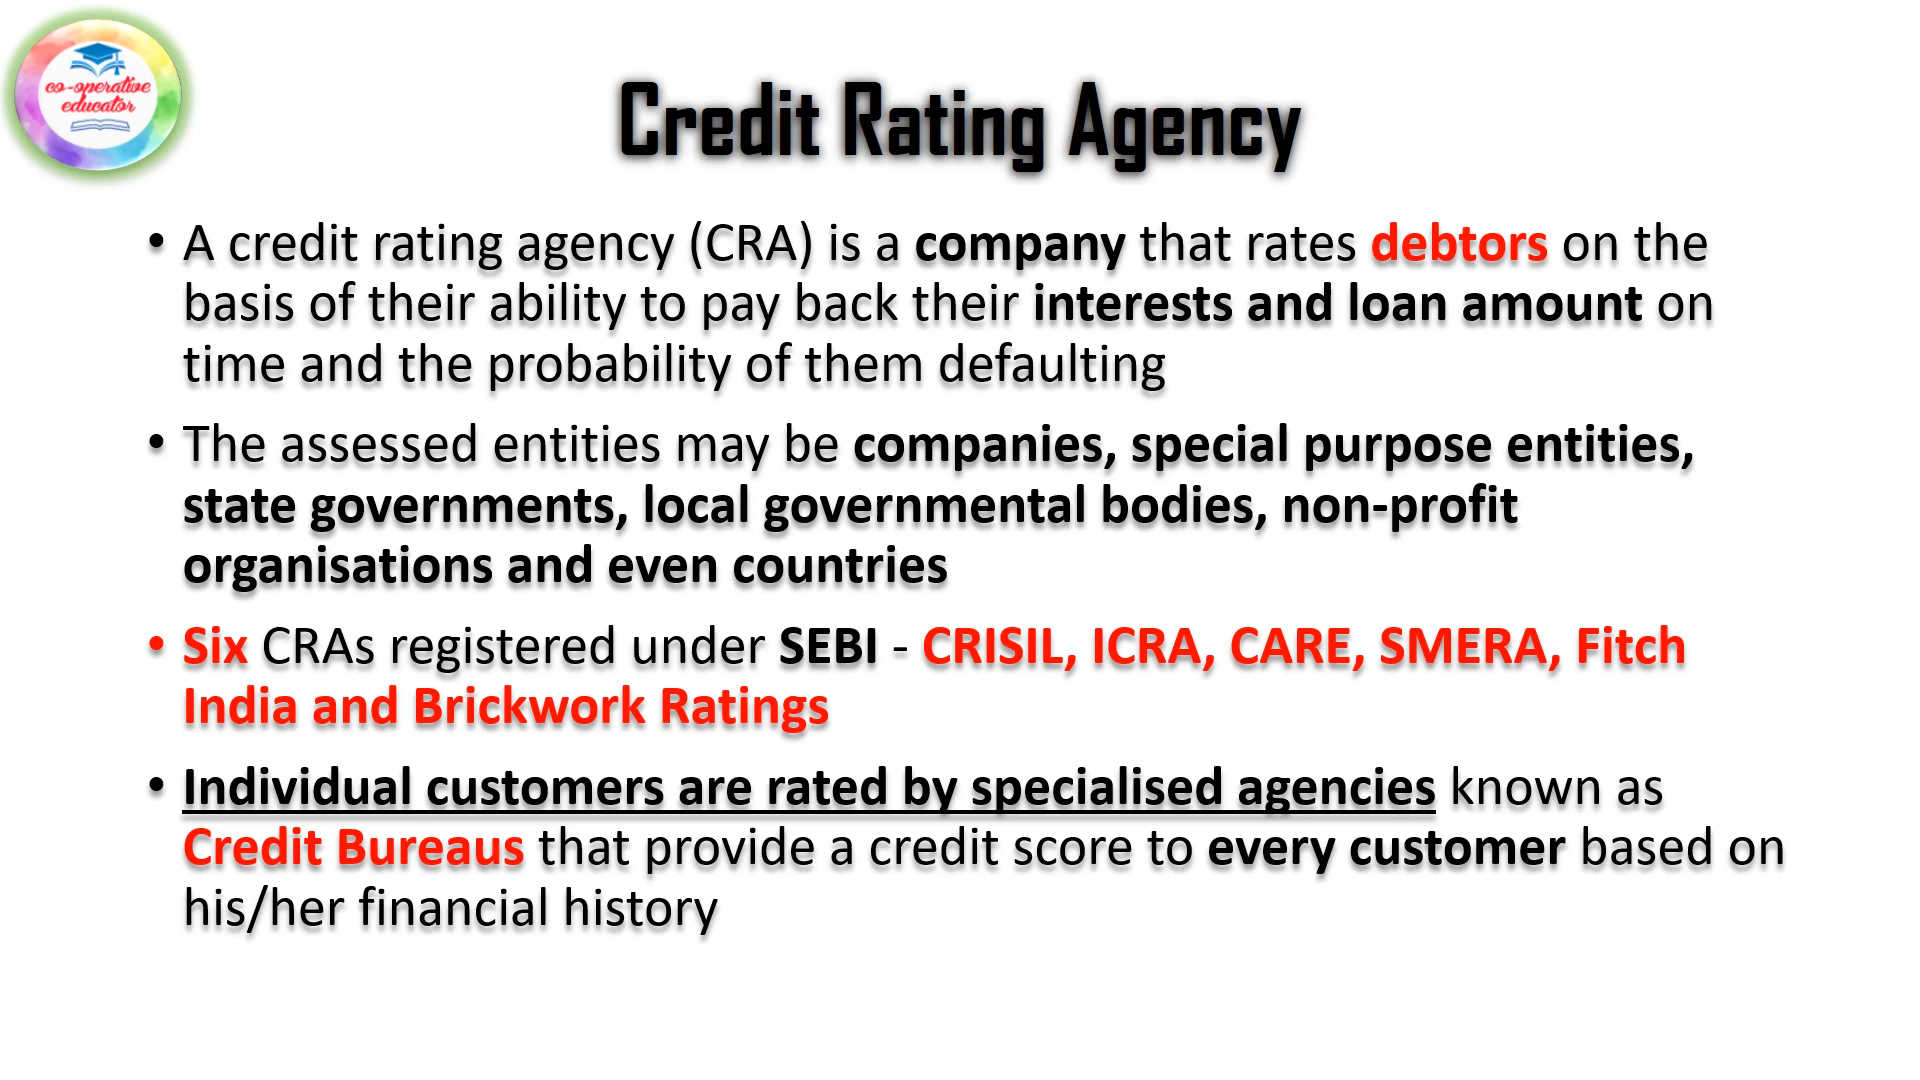 co-operative
educator
Credit Rating Agency
• A credit rating agency (CRA) is a company that rates debtors on the
basis of their ability to pay back their interests and loan amount on
time and the probability of them defaulting
• The assessed entities may be companies, special purpose entities,
state governments, local governmental bodies, non-profit
organisations and even countries
• Six CRAs registered under SEBI - CRISIL, ICRA, CARE, SMERA, Fitch
India and Brickwork Ratings
• Individual customers are rated by specialised agencies known as
Credit Bureaus that provide a credit score to every customer based on
his/her financial history